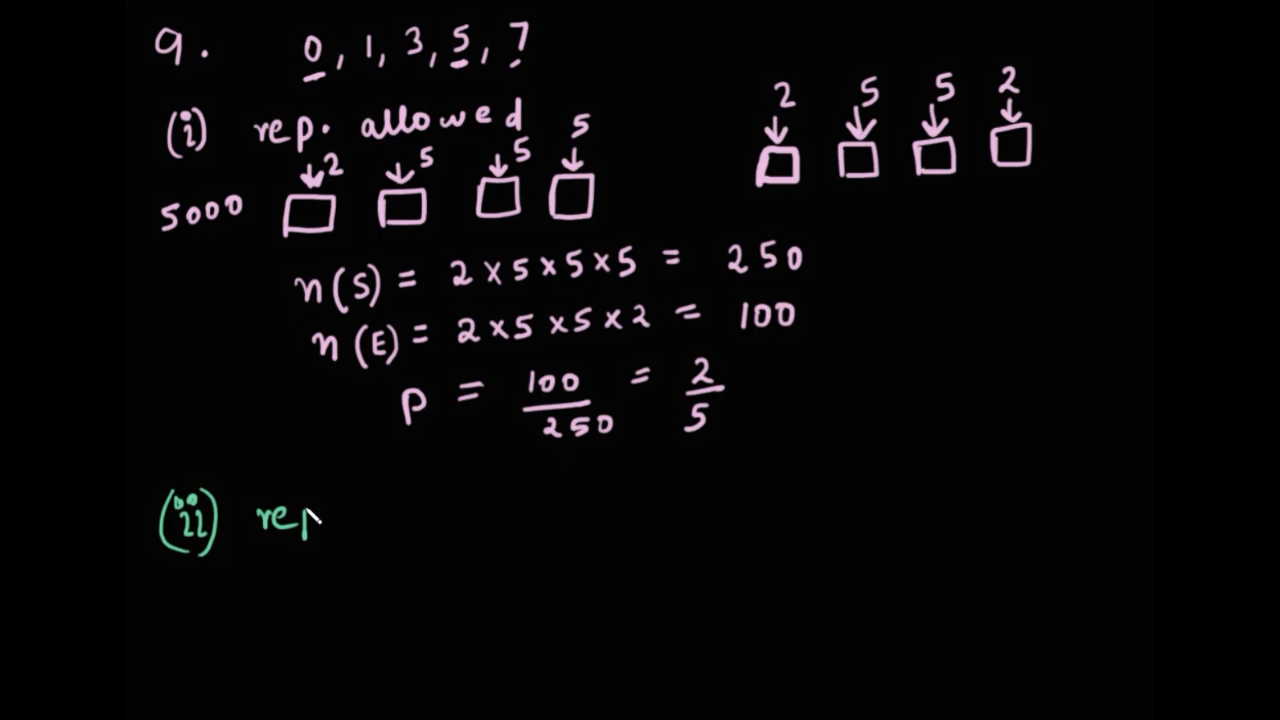 9. 0, 1, 3, 5, 7
(i) rep. allowed
2 5 5 5
2 5 5 2
5000
n(S) = 2 × 5 × 5 × 5 = 250
n(E) = 2 × 5 × 5 × 2 = 100
P = 100/250 = 2/5
(ii) rep